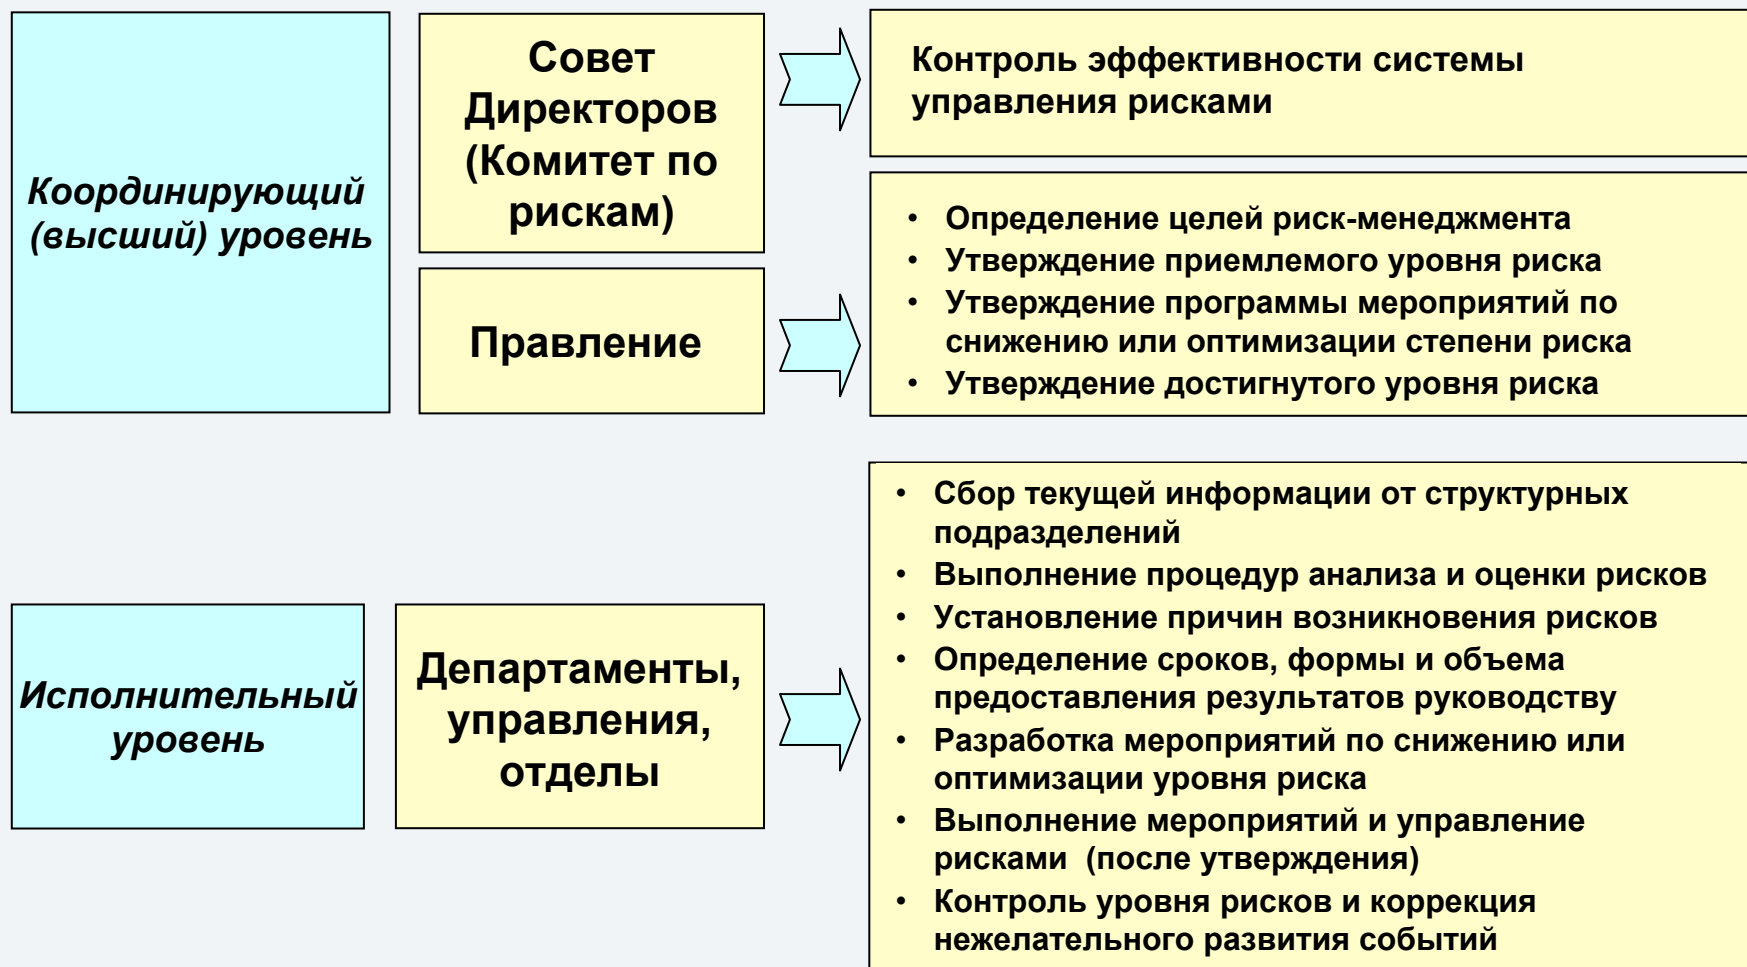 Координирующий
(высший) уровень
Совет
Директоров
(Комитет по
рискам)
Контроль эффективности системы
управления рисками
Правление
• Определение целей риск-менеджмента
• Утверждение приемлемого уровня риска
• Утверждение программы мероприятий по
снижению или оптимизации степени риска
• Утверждение достигнутого уровня риска
Исполнительный
уровень
Департаменты,
управления,
отделы
• Сбор текущей информации от структурных
подразделений
• Выполнение процедур анализа и оценки рисков
• Установление причин возникновения рисков
• Определение сроков, формы и объема
предоставления результатов руководству
• Разработка мероприятий по снижению или
оптимизации уровня риска
• Выполнение мероприятий и управление
рисками (после утверждения)
• Контроль уровня рисков и коррекция
нежелательного развития событий